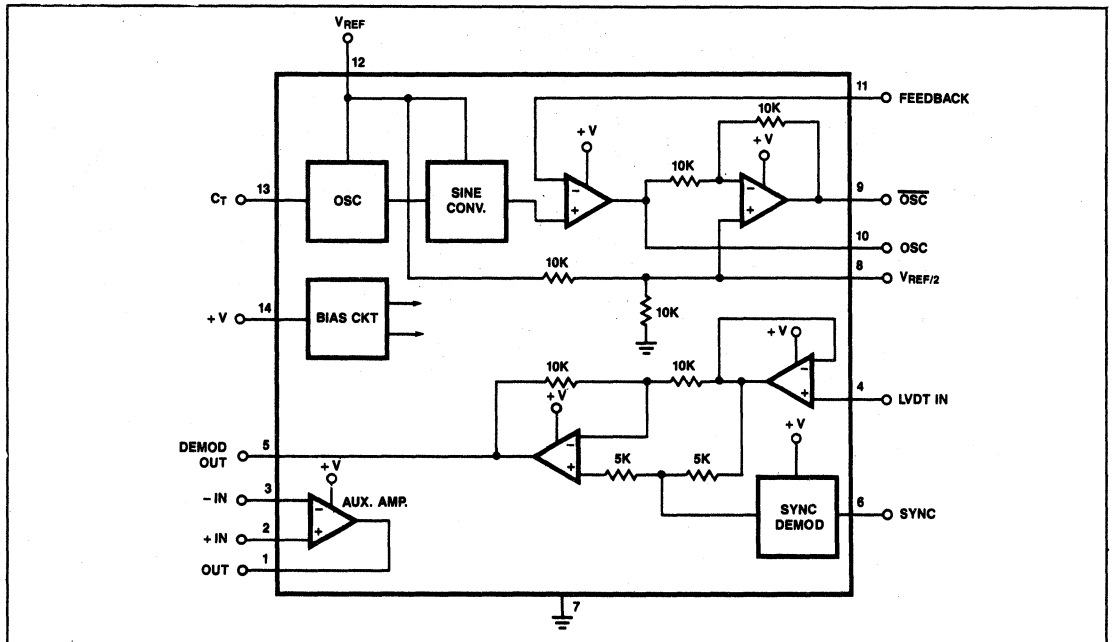 VREF
12
11
FEEDBACK
10K
+V
+V
10K
CT
13
OSC
SINE
CONV.
−
+
−
+
9
OSC
10
OSC
10K
8
VREF/2
10K
+V
14
BIAS CKT
+V
−
+
10K
10K
4
LVDT IN
+V
+V
DEMOD
OUT
5
−
+
5K
5K
+V
SYNC
DEMOD
6
SYNC
− IN
3
AUX. AMP.
−
+
+ IN
2
OUT
1
7